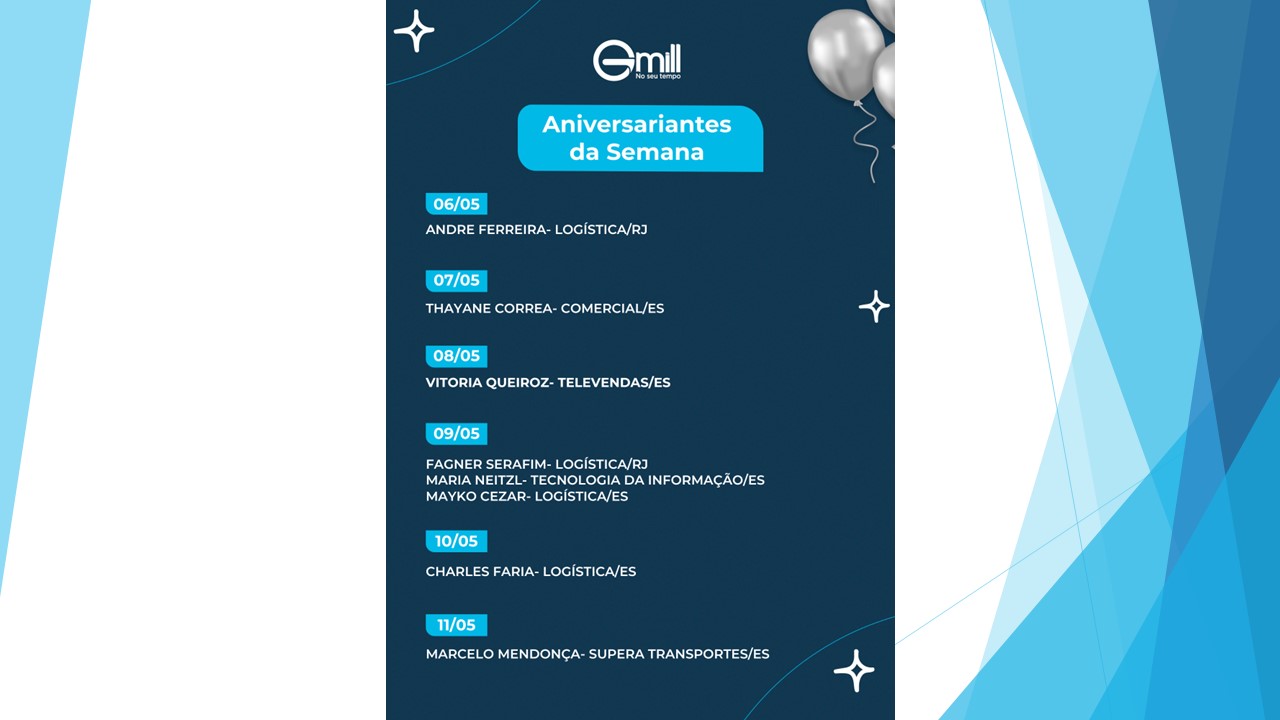 Gmill
No seu tempo
Aniversariantes
da Semana
06/05
ANDRE FERREIRA- LOGÍSTICA/RJ
07/05
THAYANE CORREA- COMERCIAL/ES
08/05
VITORIA QUEIROZ- TELEVENDAS/ES
09/05
FAGNER SERAFIM- LOGÍSTICA/RJ
MARIA NEITZL- TECNOLOGIA DA INFORMAÇÃO/ES
MAYKO CEZAR- LOGÍSTICA/ES
10/05
CHARLES FARIA- LOGÍSTICA/ES
11/05
MARCELO MENDONÇA- SUPERA TRANSPORTES/ES